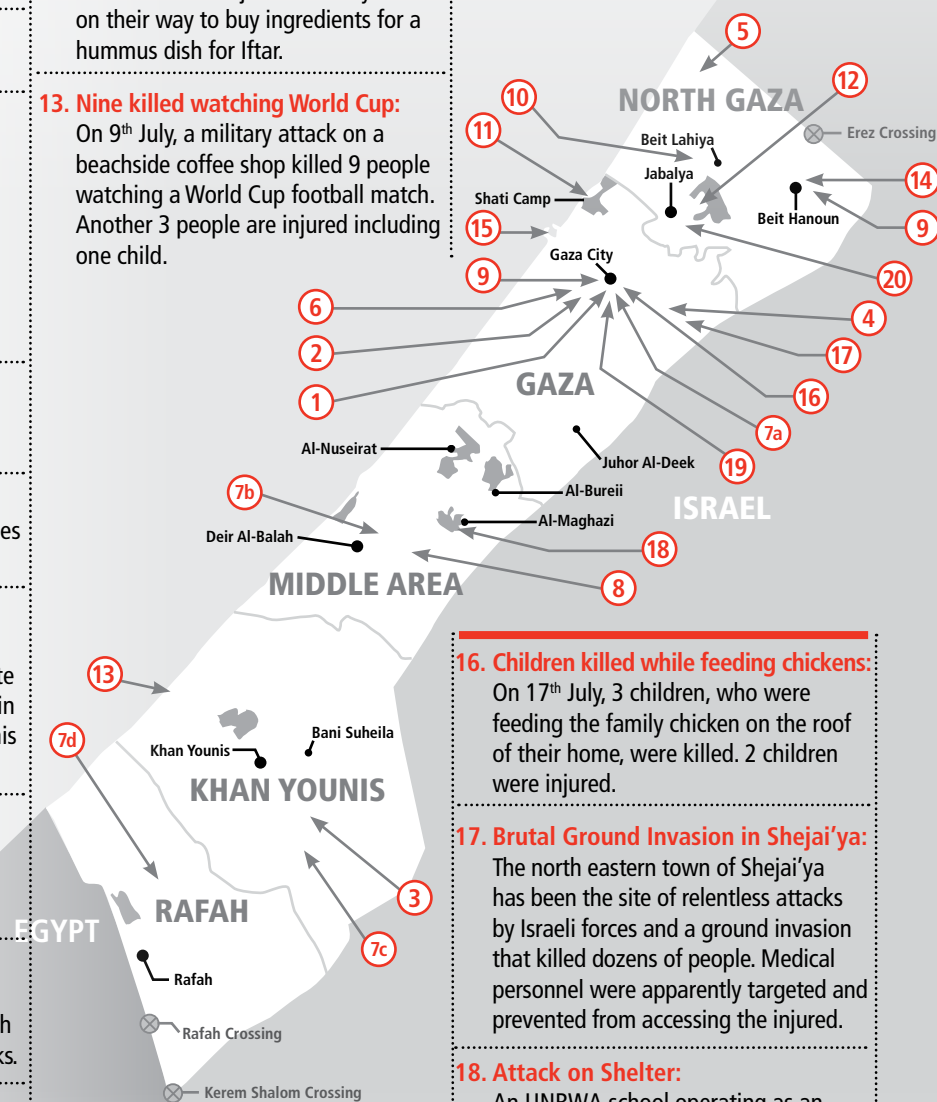 on their way to buy ingredients for a
hummus dish for Iftar.
13. Nine killed watching World Cup:
On 9th July, a military attack on a
beachside coffee shop killed 9 people
watching a World Cup football match.
Another 3 people are injured including
one child.
5
NORTH GAZA
12
10
Erez Crossing
11
Beit Lahiya
Jabalya
14
Shati Camp
Beit Hanoun
15
9
Gaza City
9
20
6
4
2
17
GAZA
16
1
7a
Al-Nuseirat
Juhor Al-Deek
19
7b
Al-Bureij
ISRAEL
Al-Maghazi
Deir Al-Balah
18
MIDDLE AREA
8
13
7d
Khan Younis
Bani Suheila
KHAN YOUNIS
3
RAFAH
EGYPT
7c
Rafah
Rafah Crossing
Kerem Shalom Crossing
16. Children killed while feeding chickens:
On 17th July, 3 children, who were
feeding the family chicken on the roof
of their home, were killed. 2 children
were injured.
17. Brutal Ground Invasion in Shejai’ya:
The north eastern town of Shejai’ya
has been the site of relentless attacks
by Israeli forces and a ground invasion
that killed dozens of people. Medical
personnel were apparently targeted and
prevented from accessing the injured.
18. Attack on Shelter:
An UNRWA school operating as an